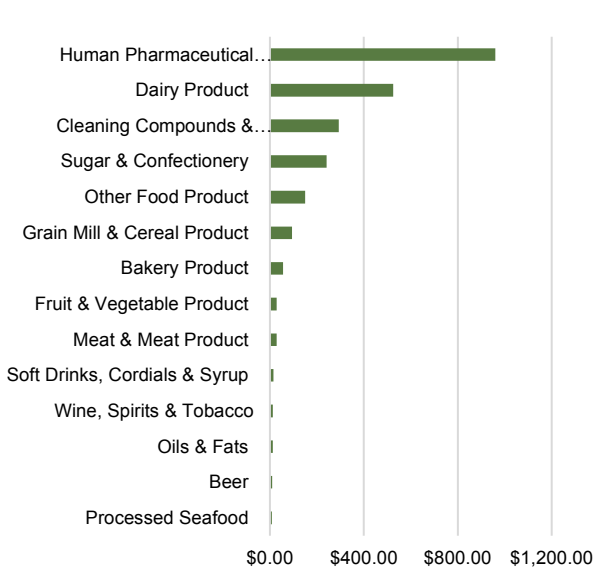 Human Pharmaceutical…
Dairy Product
Cleaning Compounds &…
Sugar & Confectionery
Other Food Product
Grain Mill & Cereal Product
Bakery Product
Fruit & Vegetable Product
Meat & Meat Product
Soft Drinks, Cordials & Syrup
Wine, Spirits & Tobacco
Oils & Fats
Beer
Processed Seafood
$0.00 $400.00 $800.00 $1,200.00